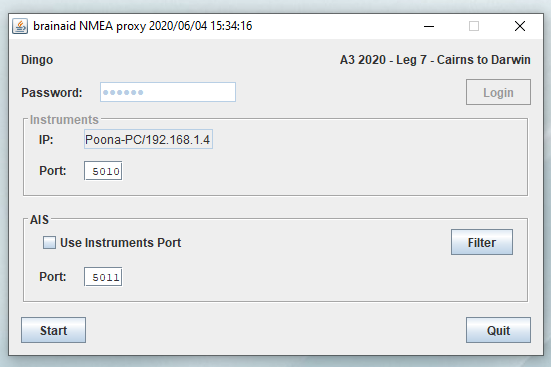 brainaid NMEA proxy 2020/06/04 15:34:16
Dingo A3 2020 - Leg 7 - Cairns to Darwin
Password: ●●●●●● Login
Instruments
IP: Poona-PC/192.168.1.4
Port: 5010
AIS
Use Instruments Port Filter
Port: 5011
Start Quit